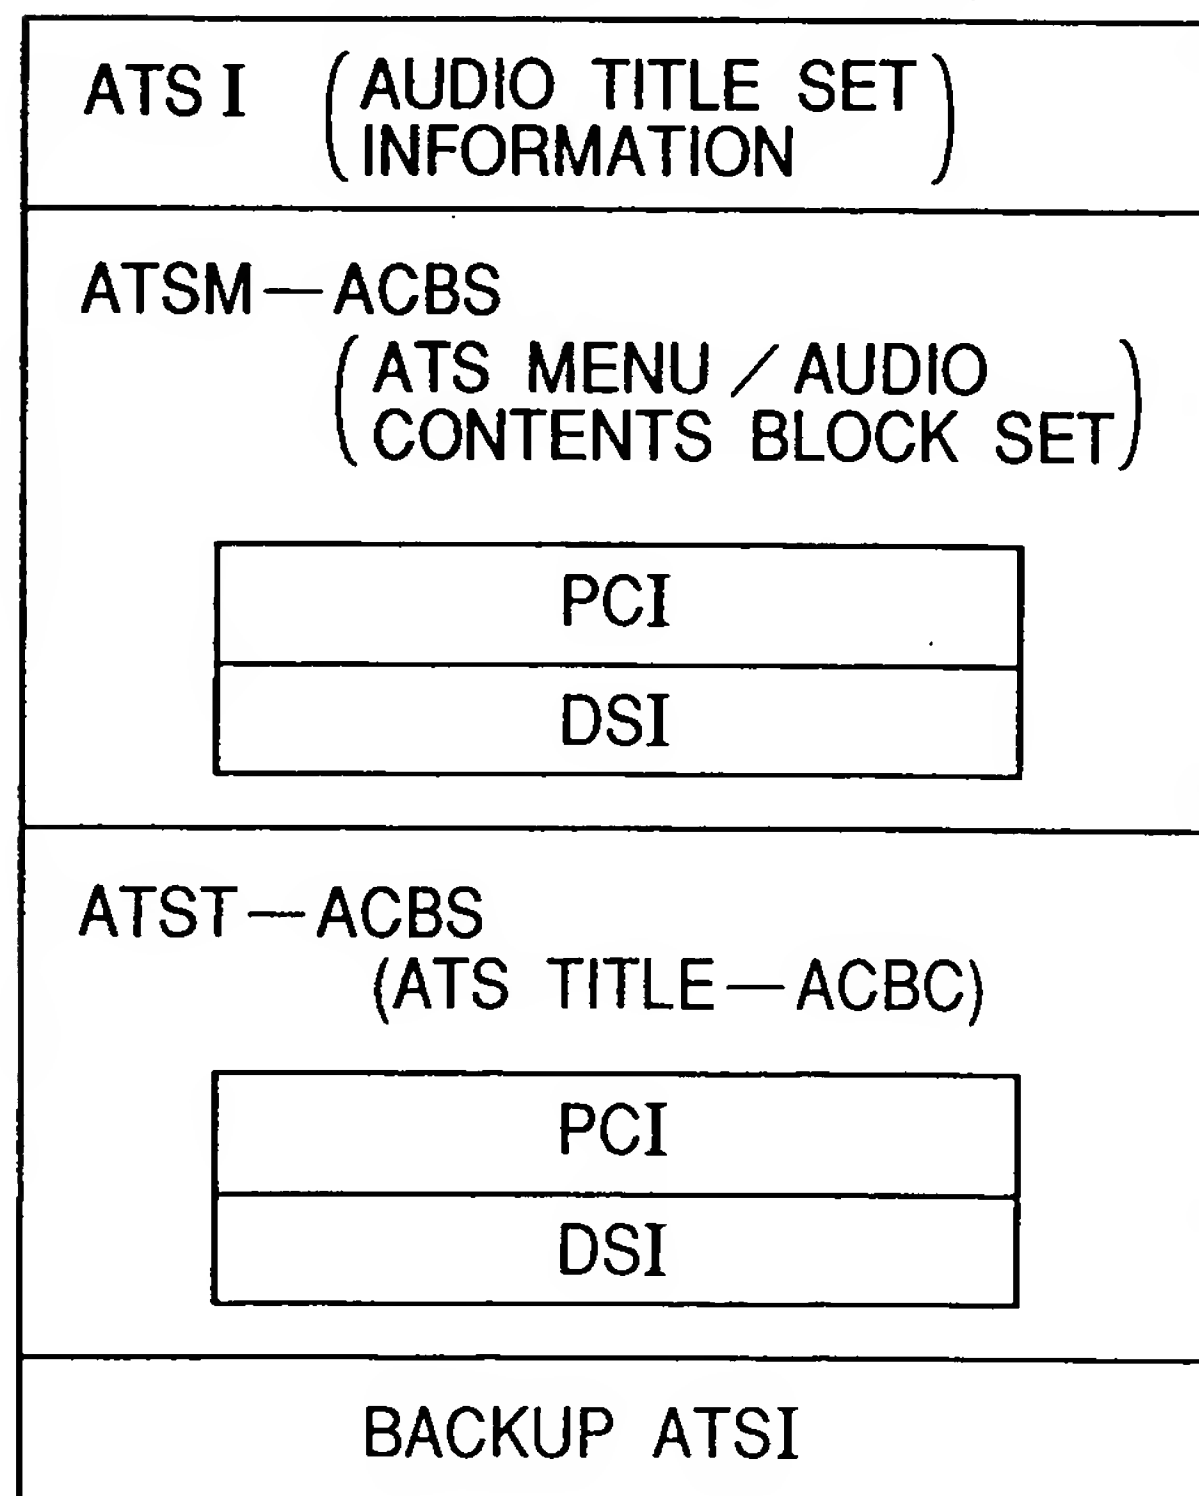 ATSI (AUDIO TITLE SET
INFORMATION)
ATSM—ACBS
(ATS MENU/AUDIO
CONTENTS BLOCK SET)
PCI
DSI
ATST—ACBS
(ATS TITLE—ACBC)
PCI
DSI
BACKUP ATSI